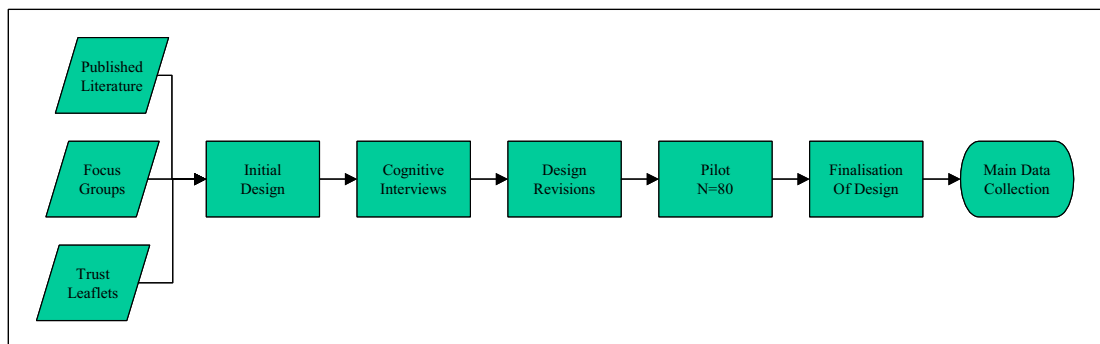 Published
Literature
Focus
Groups
Trust
Leaflets
Initial
Design
Cognitive
Interviews
Design
Revisions
Pilot
N=80
Finalisation
Of Design
Main Data
Collection